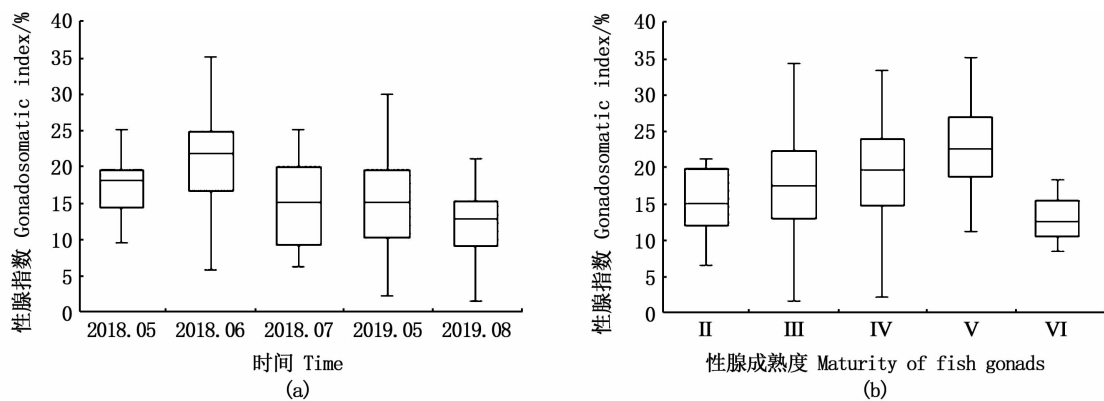 性腺指数 Gonadosomatic index/%
40
35
30
25
20
15
10
5
0
2018.05 2018.06 2018.07 2019.05 2019.08
时间 Time
(a)
性腺指数 Gonadosomatic index/%
40
35
30
25
20
15
10
5
0
II III IV V VI
性腺成熟度 Maturity of fish gonads
(b)